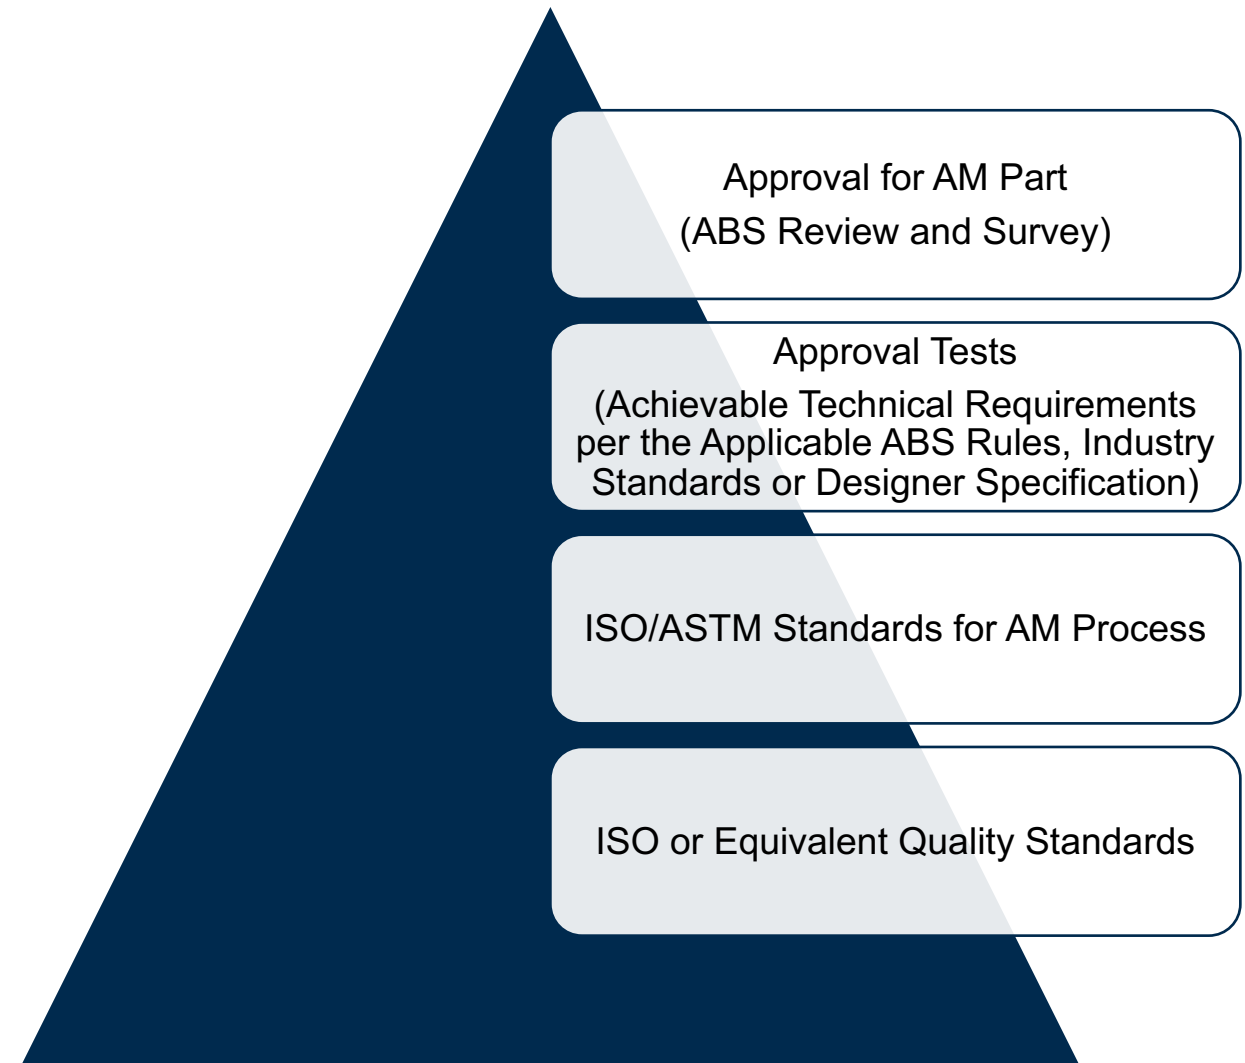 Approval for AM Part
(ABS Review and Survey)
Approval Tests
(Achievable Technical Requirements
per the Applicable ABS Rules, Industry
Standards or Designer Specification)
ISO/ASTM Standards for AM Process
ISO or Equivalent Quality Standards